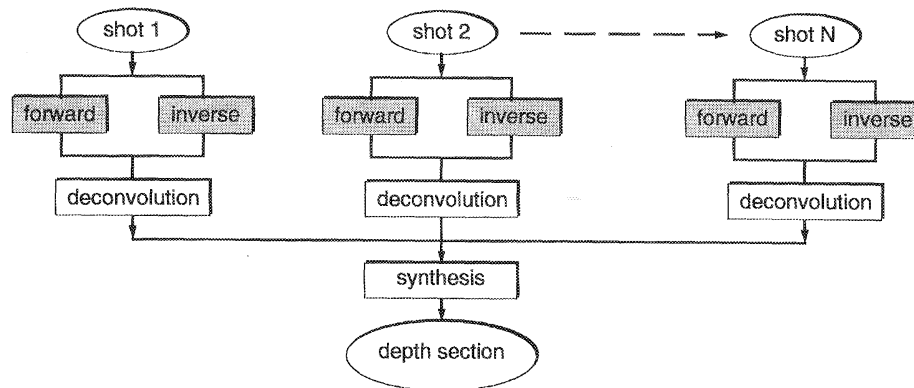 shot 1
shot 2
shot N
forward
inverse
forward
inverse
forward
inverse
deconvolution
deconvolution
deconvolution
synthesis
depth section